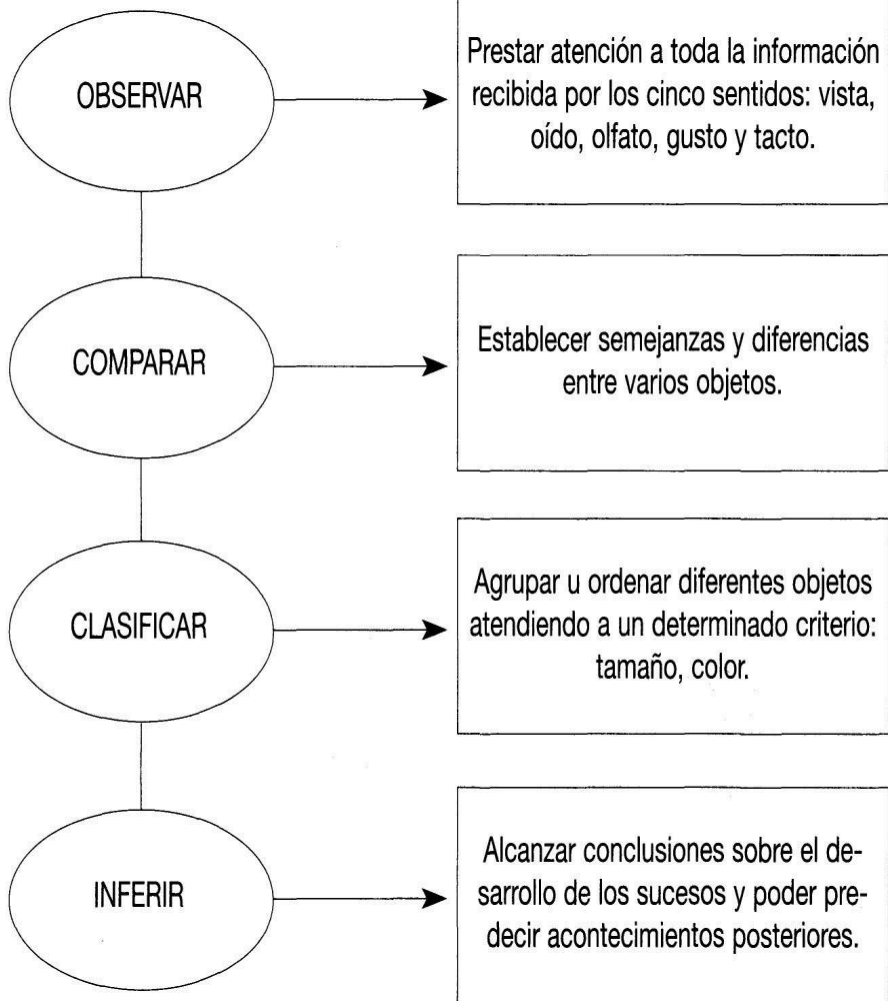 OBSERVAR
Prestar atención a toda la información
recibida por los cinco sentidos: vista,
oído, olfato, gusto y tacto.
COMPARAR
Establecer semejanzas y diferencias
entre varios objetos.
CLASIFICAR
Agrupar u ordenar diferentes objetos
atendiendo a un determinado criterio:
tamaño, color.
INFERIR
Alcanzar conclusiones sobre el de-
sarrollo de los sucesos y poder pre-
decir acontecimientos posteriores.